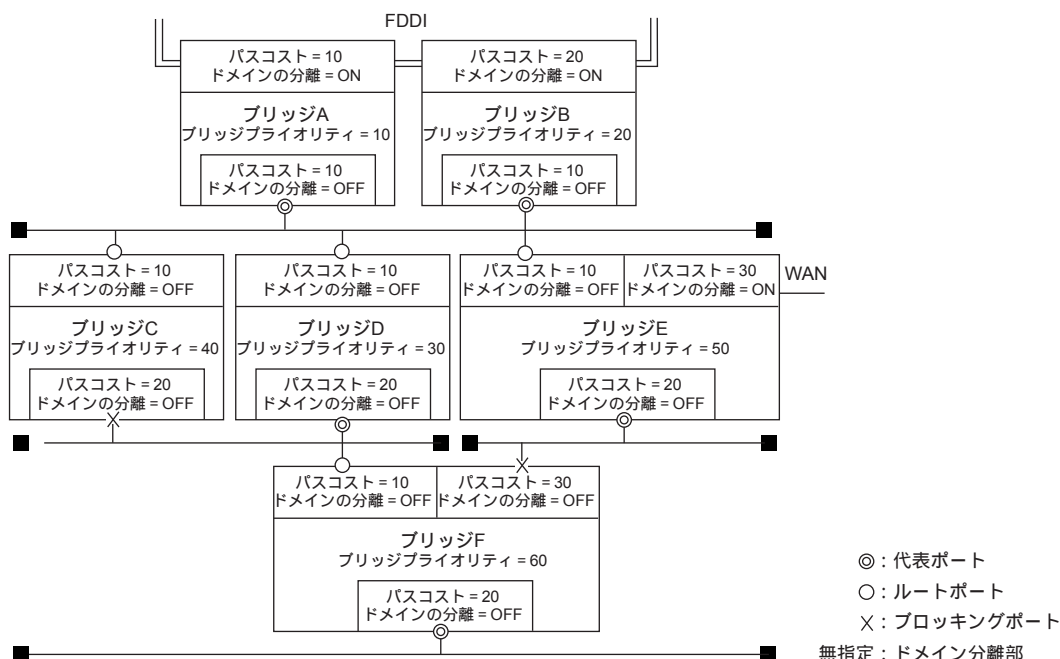 FDDI
パスコスト = 10
ドメインの分離 = ON
ブリッジA
ブリッジプライオリティ = 10
パスコスト = 10
ドメインの分離 = OFF
パスコスト = 20
ドメインの分離 = ON
ブリッジB
ブリッジプライオリティ = 20
パスコスト = 10
ドメインの分離 = OFF
パスコスト = 10
ドメインの分離 = OFF
ブリッジC
ブリッジプライオリティ = 40
パスコスト = 20
ドメインの分離 = OFF
パスコスト = 10
ドメインの分離 = OFF
ブリッジD
ブリッジプライオリティ = 30
パスコスト = 20
ドメインの分離 = OFF
パスコスト = 10
ドメインの分離 = OFF
パスコスト = 30
ドメインの分離 = ON
WAN
ブリッジE
ブリッジプライオリティ = 50
パスコスト = 20
ドメインの分離 = OFF
パスコスト = 10
ドメインの分離 = OFF
パスコスト = 30
ドメインの分離 = OFF
ブリッジF
ブリッジプライオリティ = 60
パスコスト = 20
ドメインの分離 = OFF
◎ : 代表ポート
○ : ルートポート
× : ブロッキングポート
無指定 : ドメイン分離部